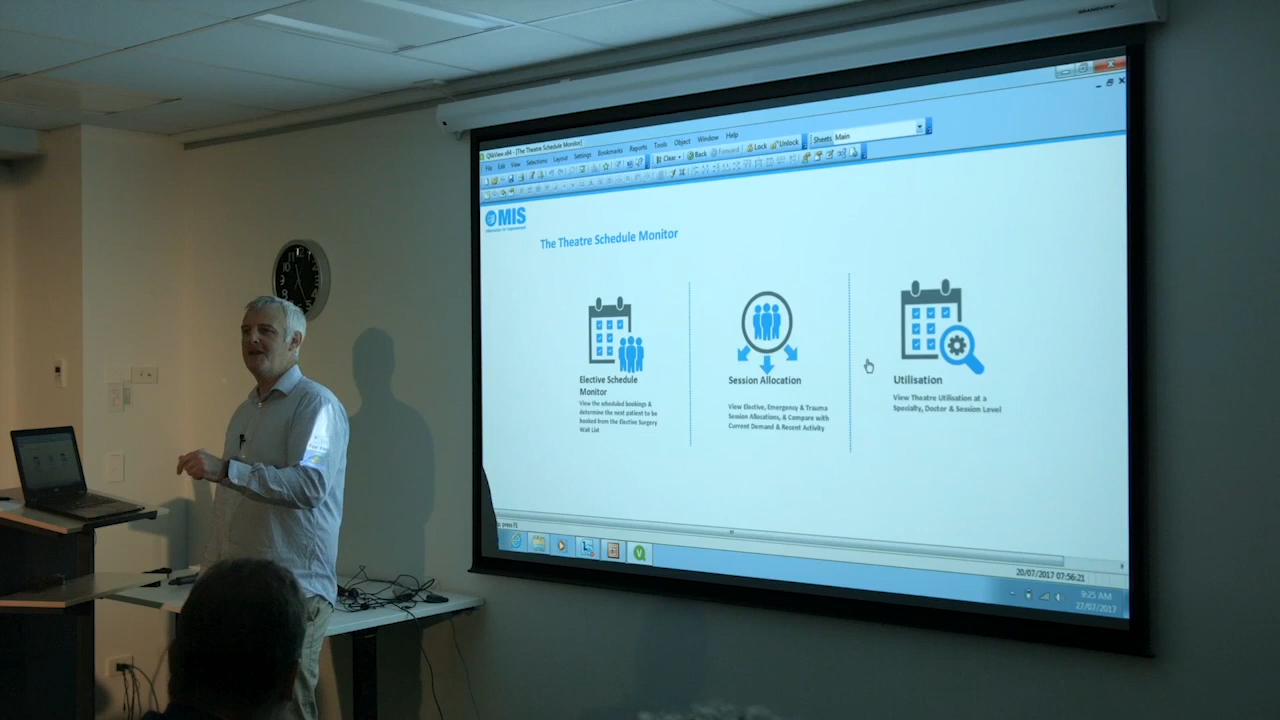 QlikView x64 - [The Theatre Schedule Monitor]
File Edit View Selections Layout Settings Bookmarks Reports Tools Object Window Help
Clear Back Forward Lock Unlock Sheets Main
MIS
The Theatre Schedule Monitor
Elective Schedule
Monitor
View the scheduled bookings &
determine the next patient to be
booked from the Elective Surgery
Wait List
Session Allocation
View Elective, Emergency & Trauma
Session Allocations, & Compare with
Current Demand & Recent Activity
Utilisation
View Theatre Utilisation at a
Specialty, Doctor & Session Level
press F1
20/07/2017 07:56:21
9:25 AM
27/07/2017